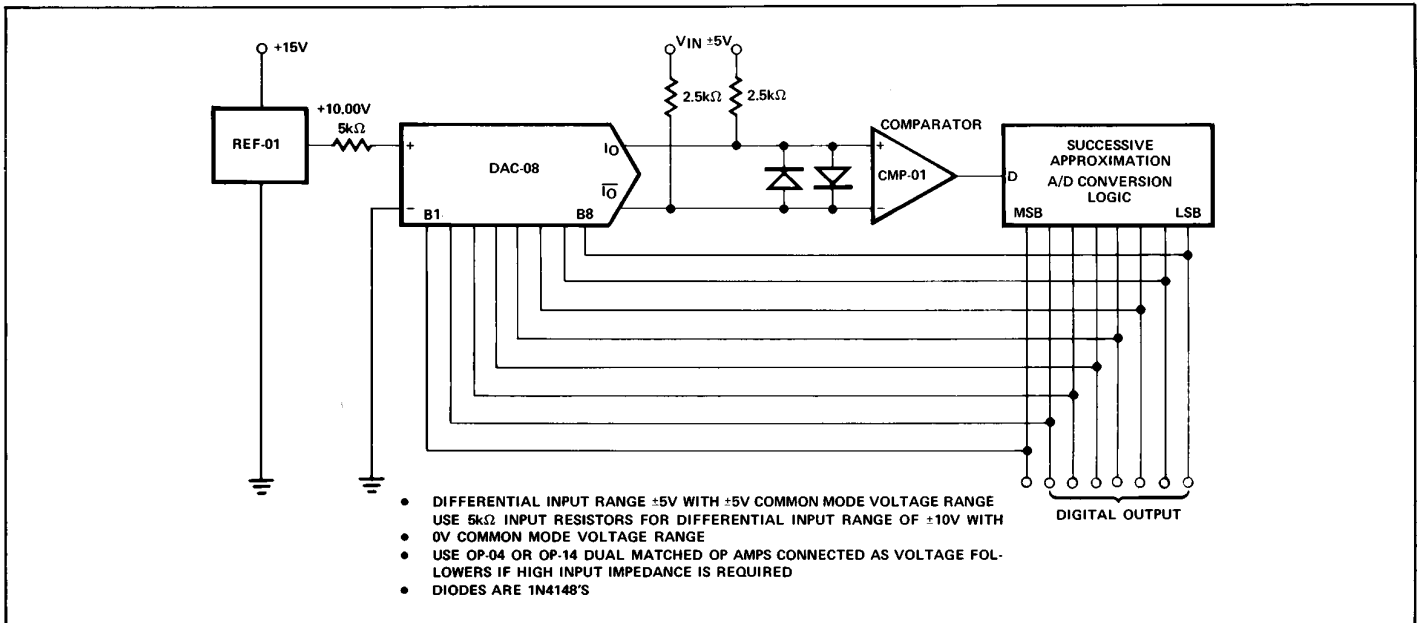 +15V
VIN ±5V
+10.00V
5kΩ
2.5kΩ
2.5kΩ
REF-01
+
−
DAC-08
IO
IO
B1
B8
COMPARATOR
+
−
CMP-01
SUCCESSIVE
APPROXIMATION
A/D CONVERSION
LOGIC
D
MSB
LSB
DIGITAL OUTPUT
• DIFFERENTIAL INPUT RANGE ±5V WITH ±5V COMMON MODE VOLTAGE RANGE
USE 5kΩ INPUT RESISTORS FOR DIFFERENTIAL INPUT RANGE OF ±10V WITH
• 0V COMMON MODE VOLTAGE RANGE
• USE OP-04 OR OP-14 DUAL MATCHED OP AMPS CONNECTED AS VOLTAGE FOL-
LOWERS IF HIGH INPUT IMPEDANCE IS REQUIRED
• DIODES ARE 1N4148'S